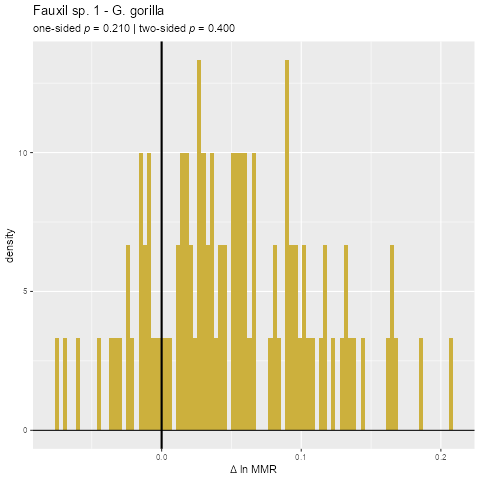 Fauxil sp. 1 - G. gorilla
one-sided p = 0.210 | two-sided p = 0.400
density
10
5
0
0.0 0.1 0.2
Δ ln MMR